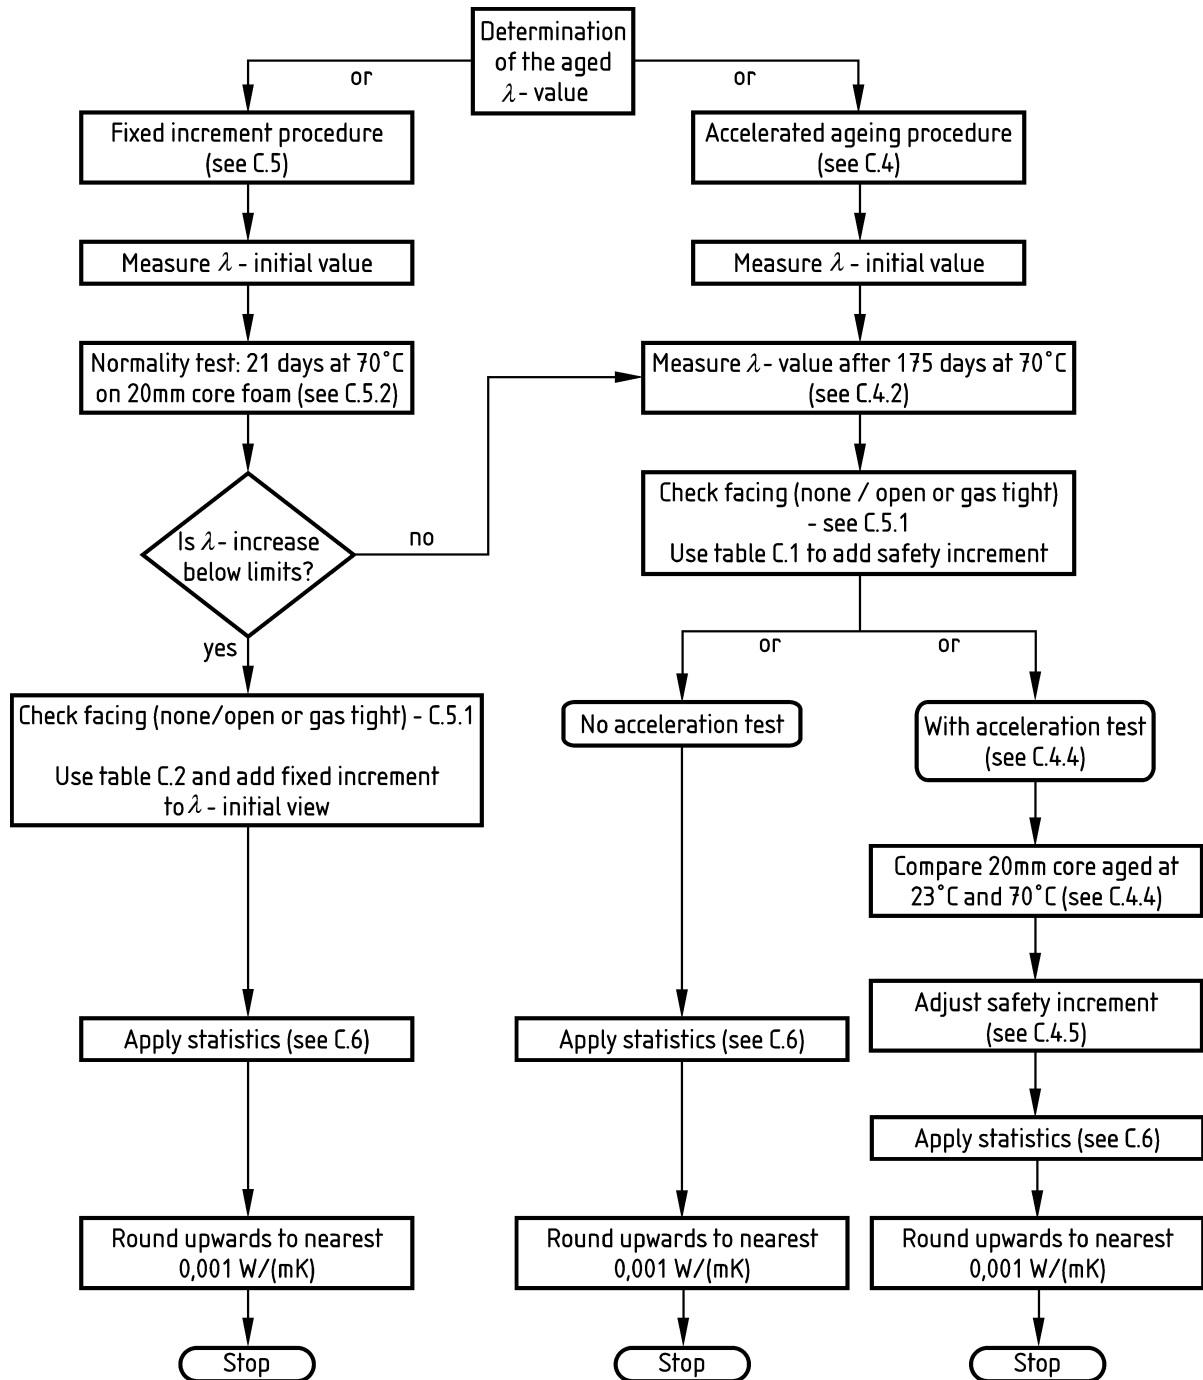 Determination
of the aged
λ - value
or
or
Fixed increment procedure
(see C.5)
Accelerated ageing procedure
(see C.4)
Measure λ - initial value
Measure λ - initial value
Normality test: 21 days at 70°C
on 20mm core foam (see C.5.2)
Measure λ - value after 175 days at 70°C
(see C.4.2)
Is λ - increase
below limits?
no
yes
Check facing (none / open or gas tight)
- see C.5.1
Use table C.1 to add safety increment
or
or
Check facing (none/open or gas tight) - C.5.1
Use table C.2 and add fixed increment
to λ - initial view
No acceleration test
With acceleration test
(see C.4.4)
Compare 20mm core aged at
23°C and 70°C (see C.4.4)
Adjust safety increment
(see C.4.5)
Apply statistics (see C.6)
Apply statistics (see C.6)
Apply statistics (see C.6)
Round upwards to nearest
0,001 W/(mK)
Round upwards to nearest
0,001 W/(mK)
Round upwards to nearest
0,001 W/(mK)
Stop
Stop
Stop